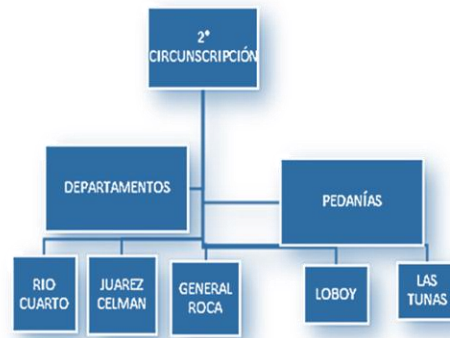 2°
CIRCUNSCRIPCIÓN
DEPARTAMENTOS
PEDANÍAS
RIO
CUARTO
JUAREZ
CELMAN
GENERAL
ROCA
LOBOY
LAS
TUNAS